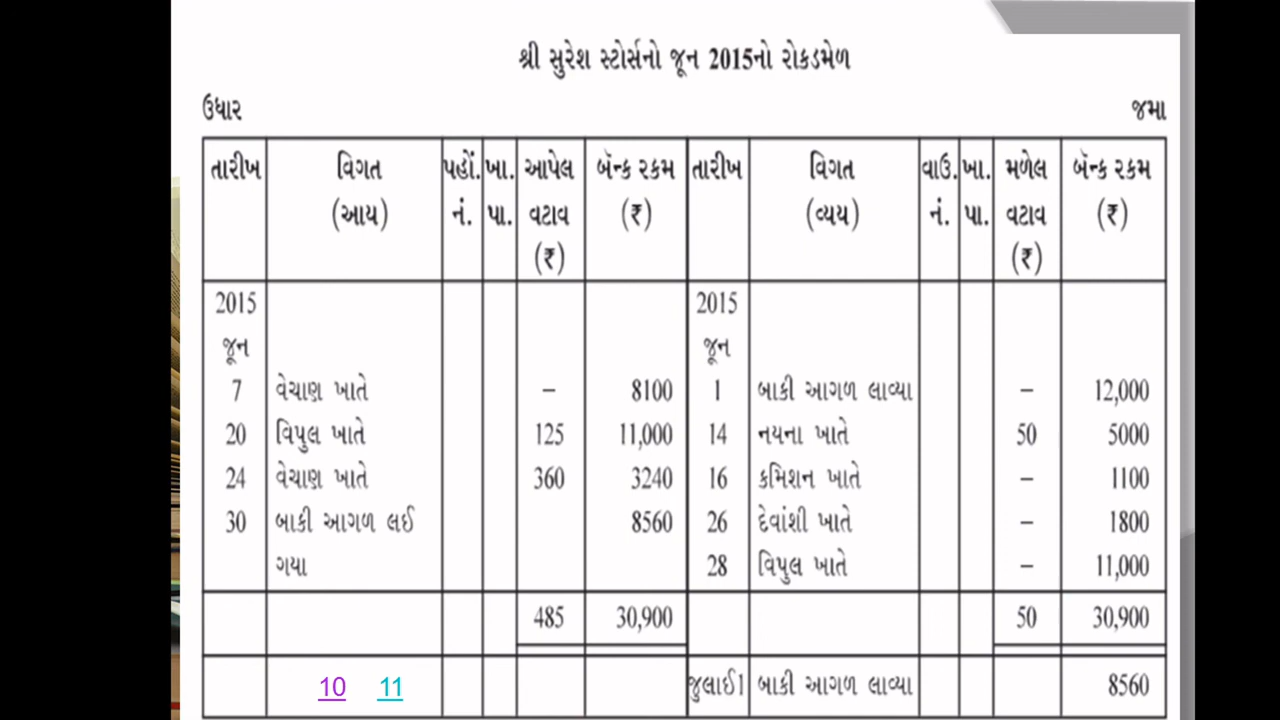 શ્રી સુરેશ સ્ટોર્સનો જૂન 2015નો રોકડમેળ
ઉધાર જમા
તારીખ વિગત પહોં. ખા. આપેલ બૅન્ક રકમ તારીખ વિગત વાઉ. ખા. મળેલ બૅન્ક રકમ
(આય) નં. પા. વટાવ (₹) (વ્યય) નં. પા. વટાવ (₹)
(₹) (₹)
2015 2015
જૂન જૂન
7 વેચાણ ખાતે – 8100 1 બાકી આગળ લાવ્યા – 12,000
20 વિપુલ ખાતે 125 11,000 14 નયના ખાતે 50 5000
24 વેચાણ ખાતે 360 3240 16 કમિશન ખાતે – 1100
30 બાકી આગળ લઈ 8560 26 દેવાંશી ખાતે – 1800
ગયા 28 વિપુલ ખાતે – 11,000
485 30,900 50 30,900
10 11 જુલાઈ1 બાકી આગળ લાવ્યા 8560